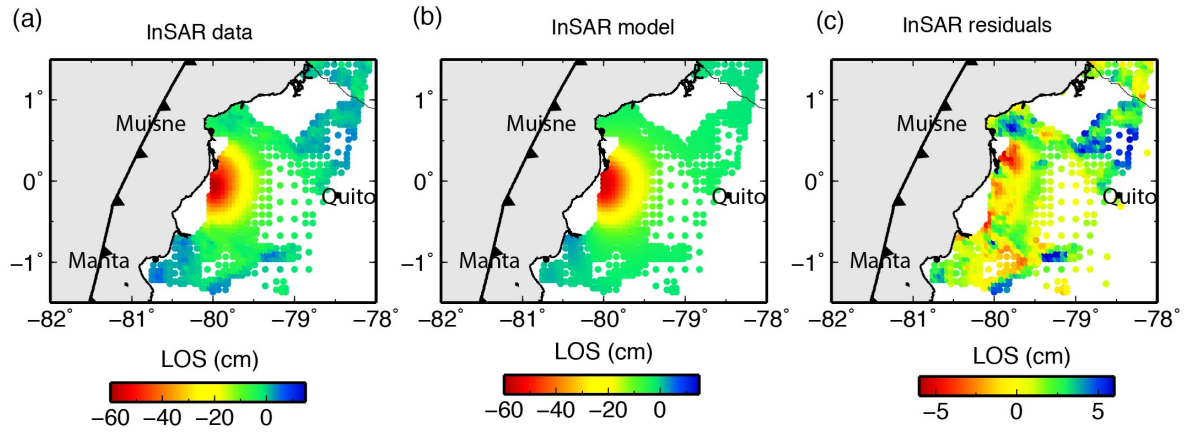 (a)
InSAR data
1°
0°
−1°
Muisne
Quito
Manta
−82 −81 −80 −79 −78°
LOS (cm)
−60 −40 −20 0
(b)
InSAR model
1°
0°
−1°
Muisne
Quito
Manta
−82 −81 −80 −79 −78°
LOS (cm)
−60 −40 −20 0
(c)
InSAR residuals
1°
0°
−1°
Muisne
Quito
Manta
−82 −81 −80 −79 −78°
LOS (cm)
−5 0 5